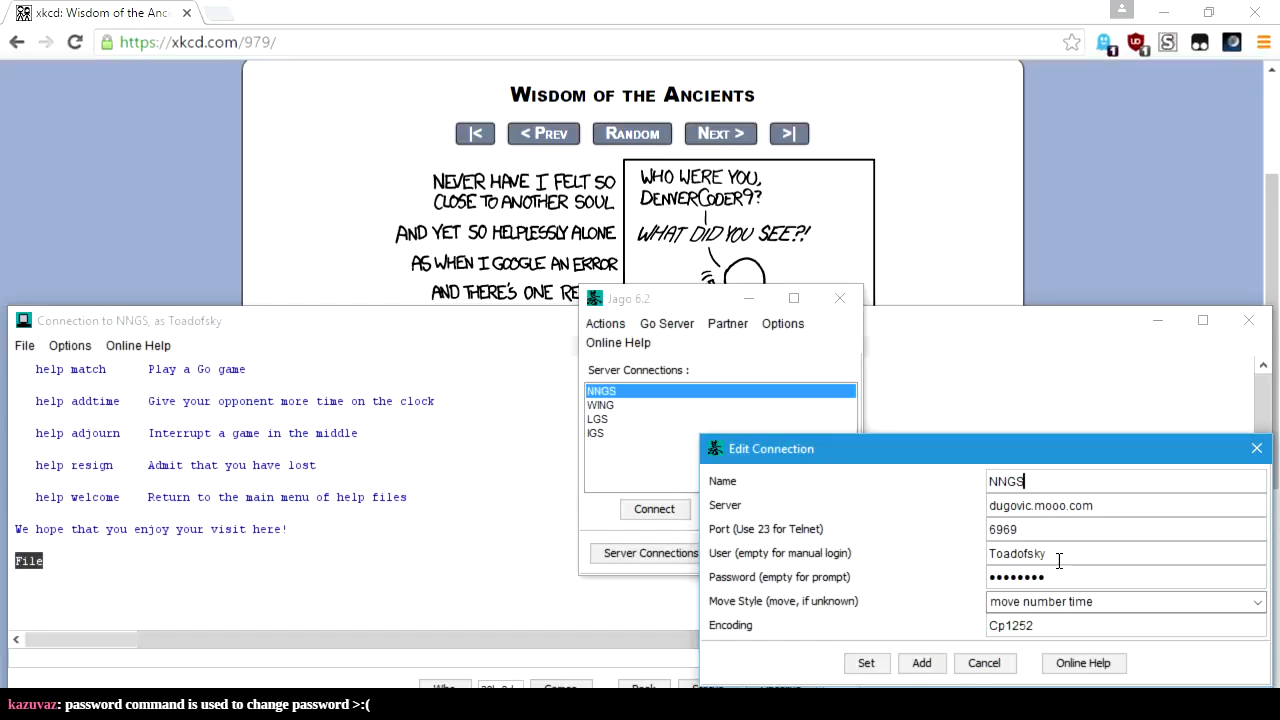 xkcd: Wisdom of the Anc
https://xkcd.com/979/
1
1
WISDOM OF THE ANCIENTS
|<
< PREV
RANDOM
NEXT >
>|
NEVER HAVE I FELT SO
CLOSE TO ANOTHER SOUL
AND YET SO HELPLESSLY ALONE
AS WHEN I GOOGLE AN ERROR
AND THERE'S ONE RE
WHO WERE YOU,
DENVERCODER9?
WHAT DID YOU SEE?!
Connection to NNGS, as Toadofsky
File Options Online Help
help match Play a Go game
help addtime Give your opponent more time on the clock
help adjourn Interrupt a game in the middle
help resign Admit that you have lost
help welcome Return to the main menu of help files
We hope that you enjoy your visit here!
File
Jago 6.2
Actions Go Server Partner Options
Online Help
Server Connections :
NNGS
WING
LGS
IGS
Connect
Server Connections
Edit Connection
Name NNGS
Server dugovic.mooo.com
Port (Use 23 for Telnet) 6969
User (empty for manual login) Toadofsky
Password (empty for prompt) ••••••••
Move Style (move, if unknown) move number time
Encoding Cp1252
Set Add Cancel Online Help
kazuvaz: password command is used to change password >:(